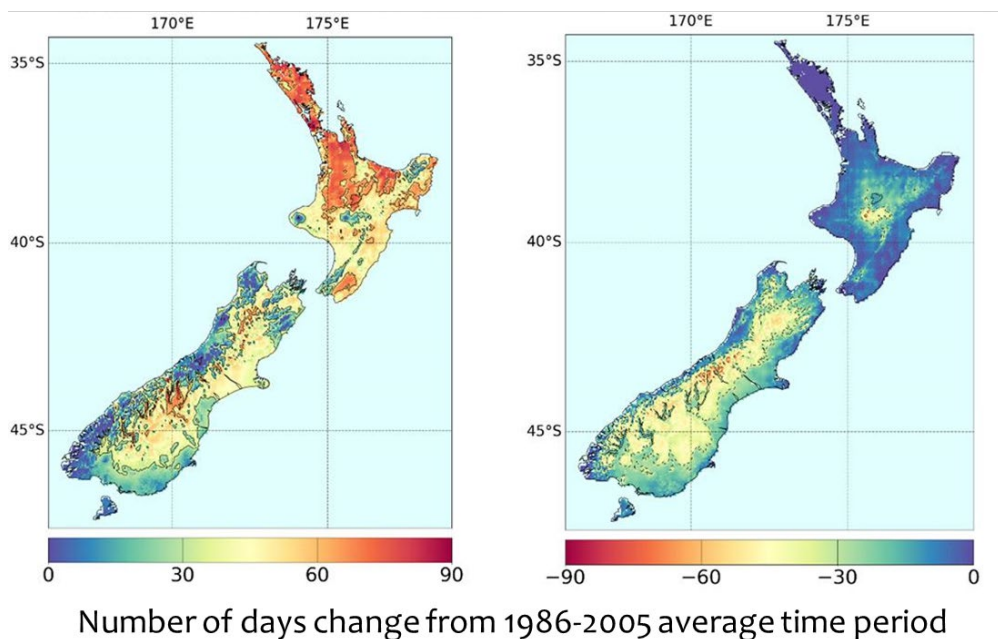 170°E 175°E
170°E 175°E
35°S
35°S
40°S
40°S
45°S
45°S
0 30 60 90
−90 −60 −30 0
Number of days change from 1986-2005 average time period